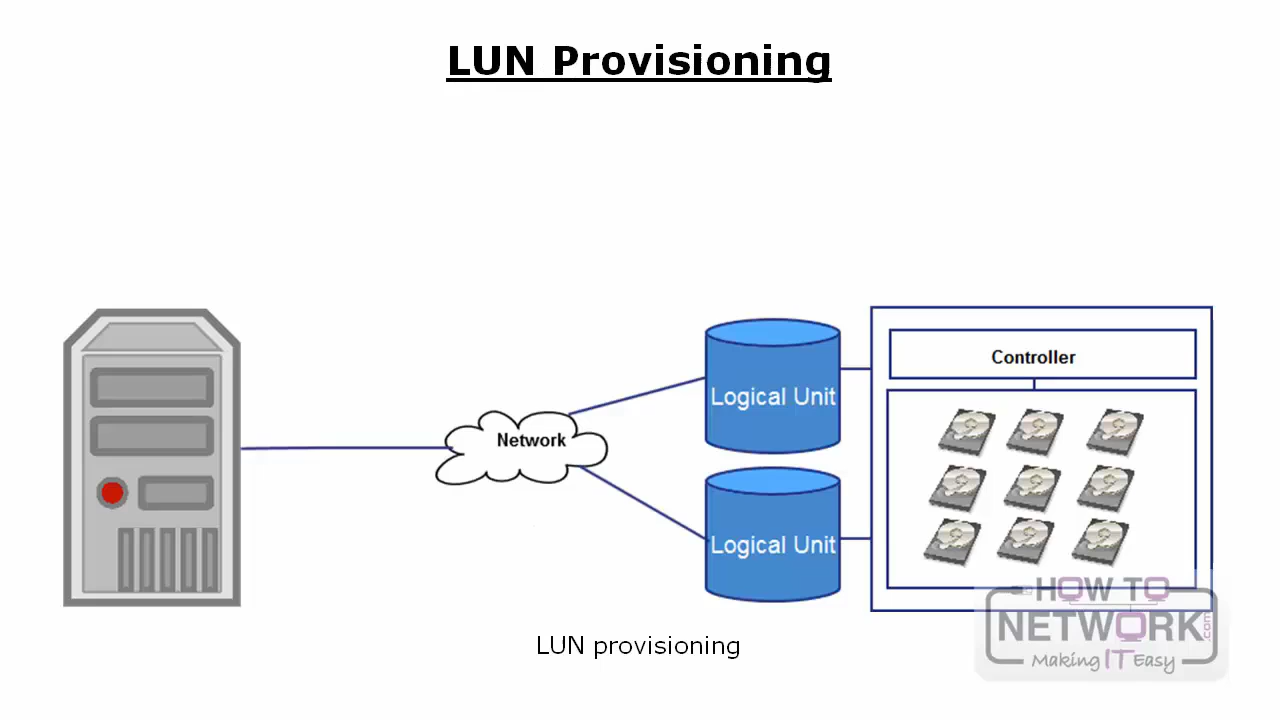 LUN Provisioning
Network
Logical Unit
Logical Unit
Controller
LUN provisioning
HOW TO
NETWORK.com
Making IT Easy